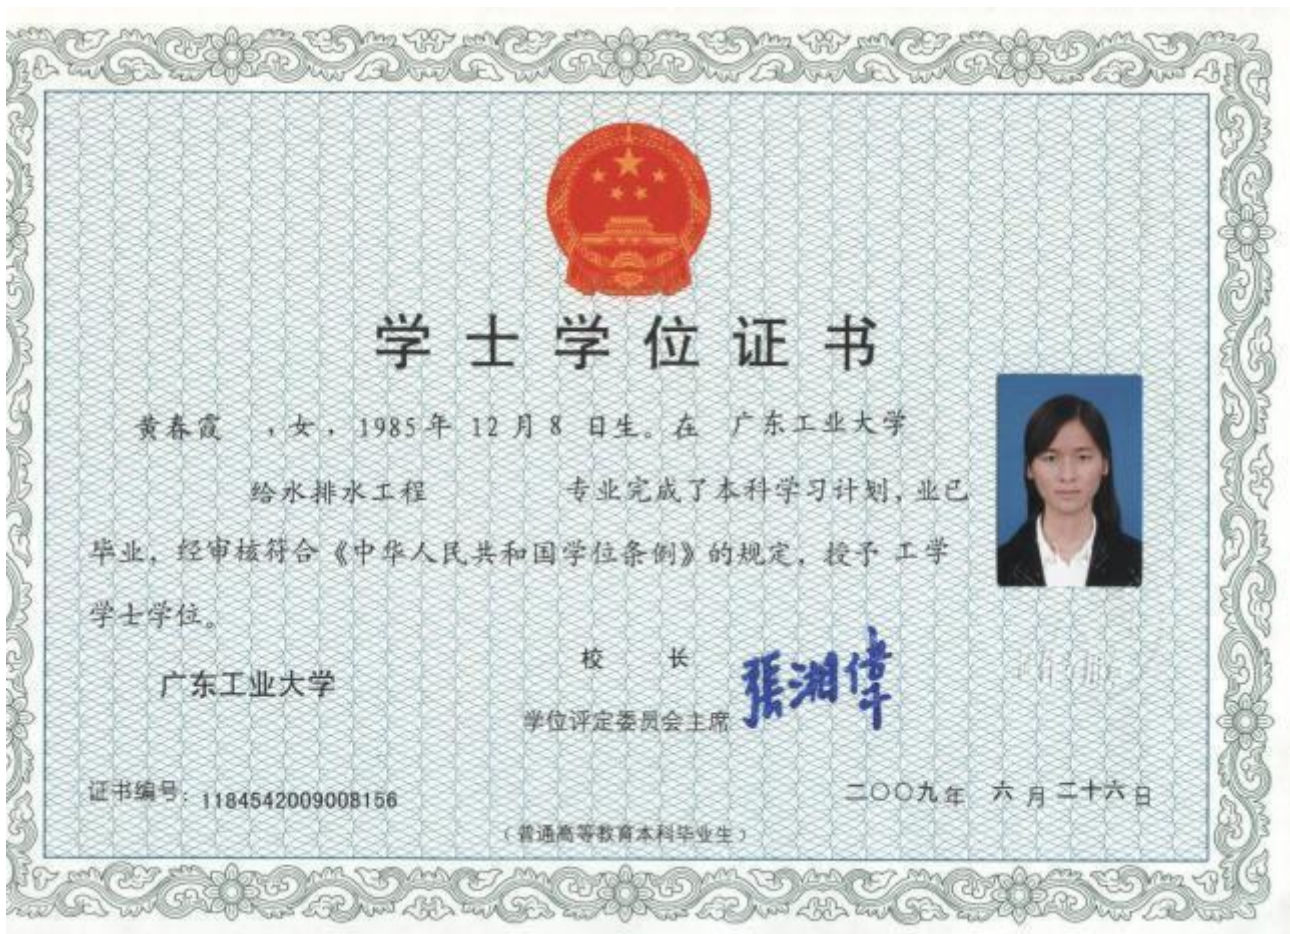 学士学位证书
黄春霞 ，女，1985年 12月 8 日生。在 广东工业大学
给水排水工程 专业完成了本科学习计划，业已
毕业，经审核符合《中华人民共和国学位条例》的规定，授予 工学
学士学位。
广东工业大学
校 长 張湘偉
学位评定委员会主席
证书编号：1184542009008156
二〇〇九年 六月二十六日
（普通高等教育本科毕业生）